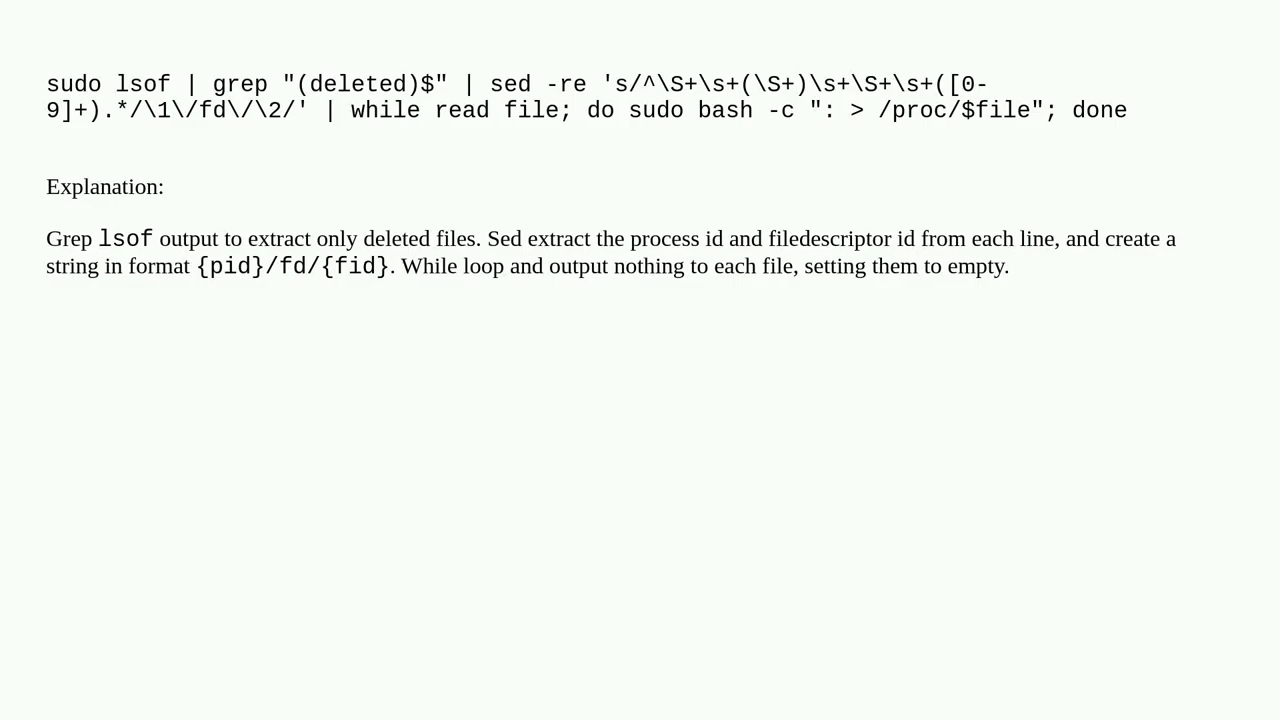 sudo lsof | grep "(deleted)$" | sed -re 's/^\S+\s+(\S+)\s+\S+\s+([0-
9]+).*/\1\/fd\/\2/' | while read file; do sudo bash -c ": > /proc/$file"; done
Explanation:
Grep lsof output to extract only deleted files. Sed extract the process id and filedescriptor id from each line, and create a
string in format {pid}/fd/{fid}. While loop and output nothing to each file, setting them to empty.